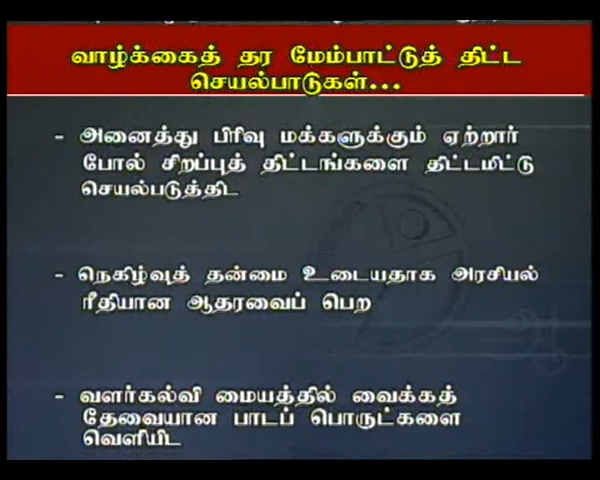 வாழ்க்கைத் தர மேம்பாட்டுத் திட்ட
செயல்பாடுகள்...
- அனைத்து பிரிவு மக்களுக்கும் ஏற்றார்
போல் சிறப்புத் திட்டங்களை திட்டமிட்டு
செயல்படுத்திட
- நெகிழ்வுத் தன்மை உடையதாக அரசியல்
ரீதியான ஆதரவைப் பெற
- வளர்கல்வி மையத்தில் வைக்கத்
தேவையான பாடப் பொருட்களை
வெளியிட